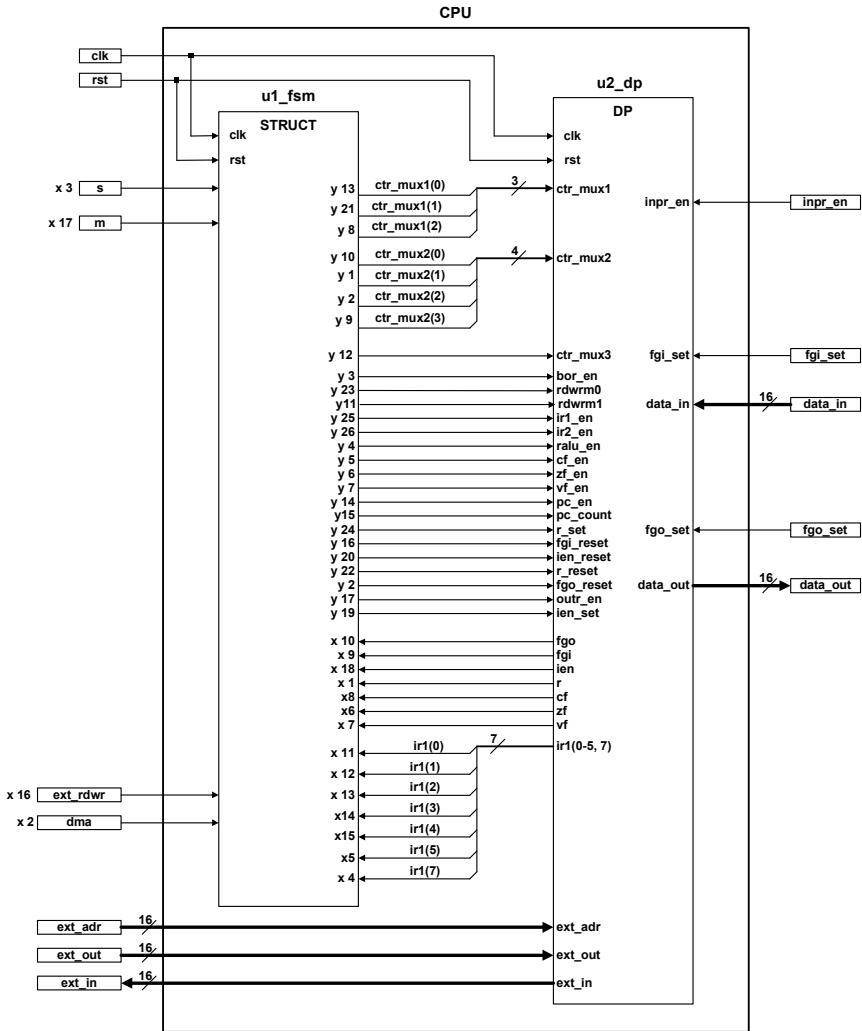 CPU
clk
rst
u1_fsm
u2_dp
STRUCT
DP
clk
clk
rst
rst
x 3 s
y 13 ctr_mux1(0) 3 ctr_mux1
inpr_en inpr_en
x 17 m
y 21 ctr_mux1(1)
y 8 ctr_mux1(2)
y 10 ctr_mux2(0) 4 ctr_mux2
y 1 ctr_mux2(1)
y 2 ctr_mux2(2)
y 9 ctr_mux2(3)
y 12 ctr_mux3 fgi_set fgi_set
y 3 bor_en
y 23 rdwrm0
y11 rdwrm1 data_in 16 data_in
y 25 ir1_en
y 26 ir2_en
y 4 ralu_en
y 5 cf_en
y 6 zf_en
y 7 vf_en
y 14 pc_en
y15 pc_count
y 24 r_set fgo_set fgo_set
y 16 fgi_reset
y 20 ien_reset
y 22 r_reset
y 2 fgo_reset data_out 16 data_out
y 17 outr_en
y 19 ien_set
x 10 fgo
x 9 fgi
x 18 ien
x 1 r
x8 cf
x6 zf
x 7 vf
x 11 ir1(0) 7 ir1(0-5, 7)
x 12 ir1(1)
x 13 ir1(2)
x 16 ext_rdwr
x14 ir1(3)
x 2 dma
x15 ir1(4)
x5 ir1(5)
x 4 ir1(7)
ext_adr 16 ext_adr
ext_out 16 ext_out
ext_in 16 ext_in